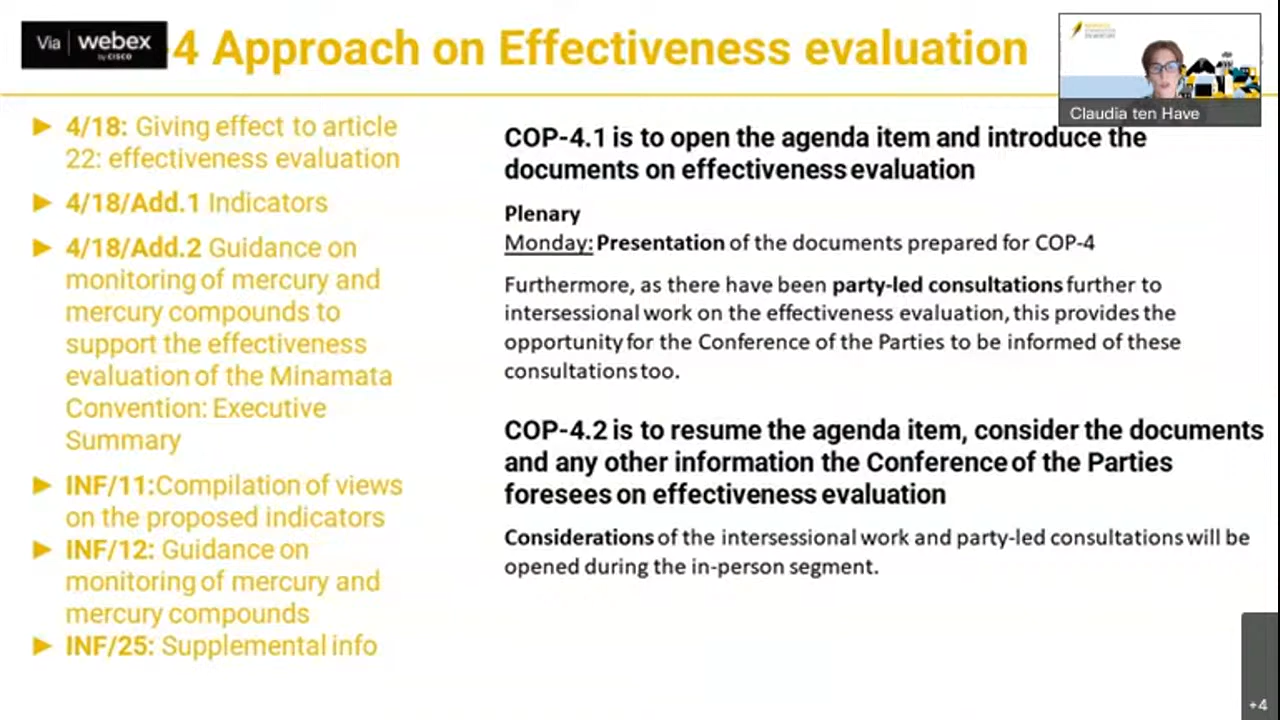 Via webex
by CISCO
-4 Approach on Effectiveness evaluation
Claudia ten Have
► 4/18: Giving effect to article
22: effectiveness evaluation
► 4/18/Add.1 Indicators
► 4/18/Add.2 Guidance on
monitoring of mercury and
mercury compounds to
support the effectiveness
evaluation of the Minamata
Convention: Executive
Summary
► INF/11:Compilation of views
on the proposed indicators
► INF/12: Guidance on
monitoring of mercury and
mercury compounds
► INF/25: Supplemental info
COP-4.1 is to open the agenda item and introduce the
documents on effectiveness evaluation
Plenary
Monday: Presentation of the documents prepared for COP-4
Furthermore, as there have been party-led consultations further to
intersessional work on the effectiveness evaluation, this provides the
opportunity for the Conference of the Parties to be informed of these
consultations too.
COP-4.2 is to resume the agenda item, consider the documents
and any other information the Conference of the Parties
foresees on effectiveness evaluation
Considerations of the intersessional work and party-led consultations will be
opened during the in-person segment.
+4